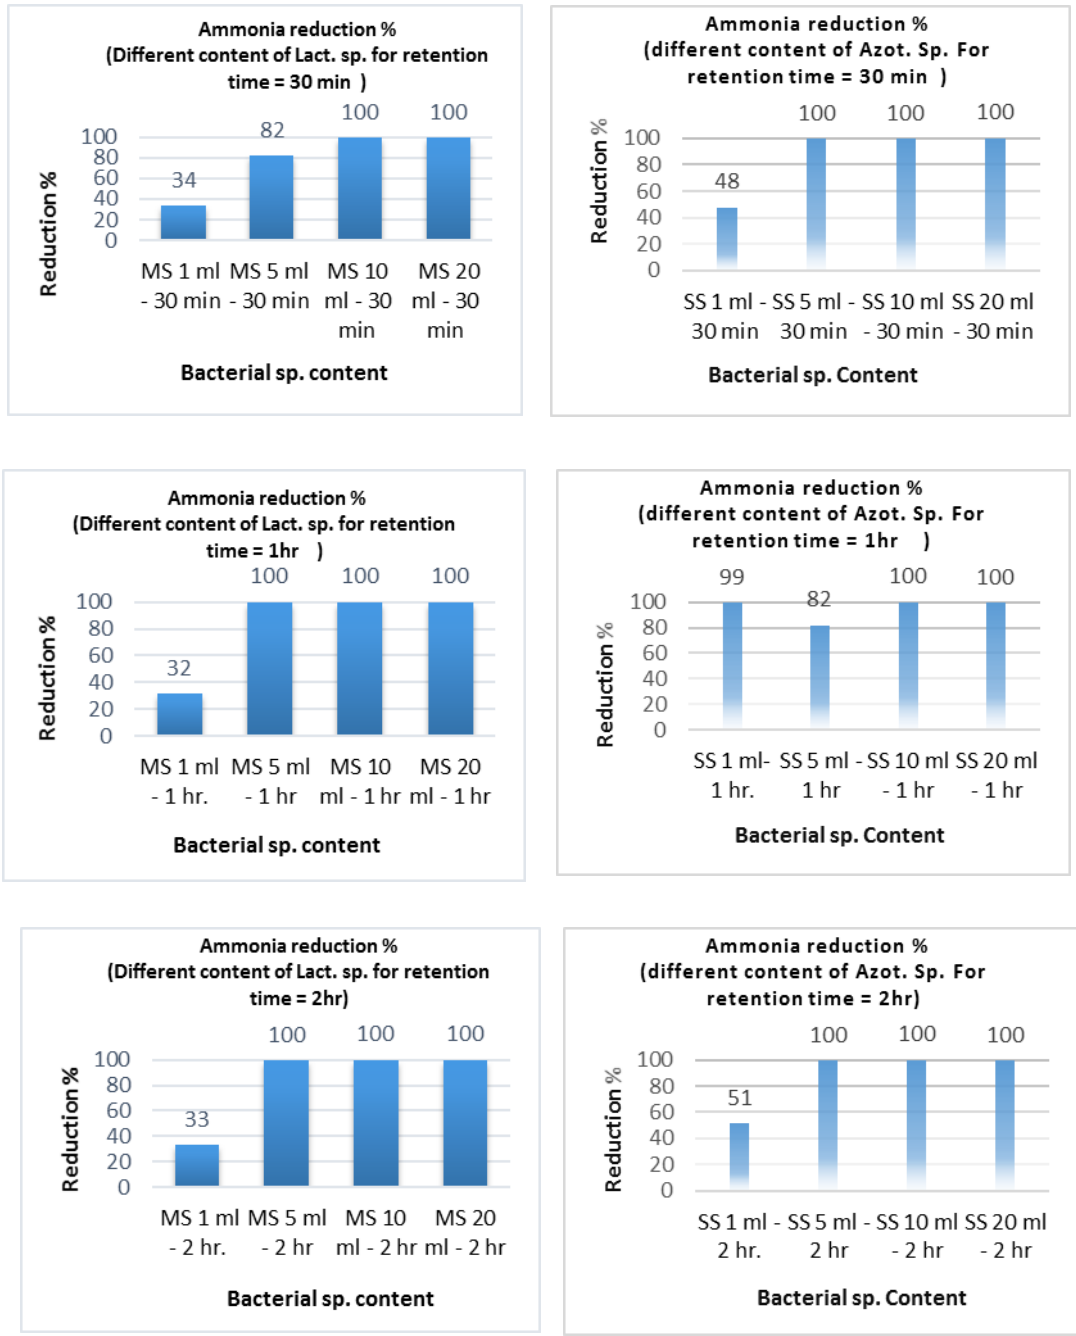 Ammonia reduction %
(Different content of Lact. sp. for retention
time = 30 min )
100 100
82
34
100
80
60
40
20
0
Reduction %
MS 1 ml MS 5 ml MS 10 MS 20
- 30 min - 30 min ml - 30 ml - 30
min min
Bacterial sp. content
Ammonia reduction %
(different content of Azot. Sp. For
retention time = 30 min )
100 100 100
48
100
80
60
40
20
0
Reduction %
SS 1 ml - SS 5 ml - SS 10 ml SS 20 ml
30 min 30 min - 30 min - 30 min
Bacterial sp. Content
Ammonia reduction %
(Different content of Lact. sp. for retention
time = 1hr )
100 100 100
32
100
80
60
40
20
0
Reduction %
MS 1 ml MS 5 ml MS 10 MS 20
- 1 hr. - 1 hr ml - 1 hr ml - 1 hr
Bacterial sp. content
Ammonia reduction %
(different content of Azot. Sp. For
retention time = 1hr )
99 100 100
82
100
80
60
40
20
0
Reduction %
SS 1 ml- SS 5 ml - SS 10 ml SS 20 ml
1 hr. 1 hr - 1 hr - 1 hr
Bacterial sp. Content
Ammonia reduction %
(Different content of Lact. sp. for retention
time = 2hr)
100 100 100
33
100
80
60
40
20
0
Reduction %
MS 1 ml MS 5 ml MS 10 MS 20
- 2 hr. - 2 hr ml - 2 hr ml - 2 hr
Bacterial sp. content
Ammonia reduction %
(different content of Azot. Sp. For
retention time = 2hr)
100 100 100
51
100
80
60
40
20
0
Reduction %
SS 1 ml - SS 5 ml - SS 10 ml SS 20 ml
2 hr. 2 hr - 2 hr - 2 hr
Bacterial sp. Content